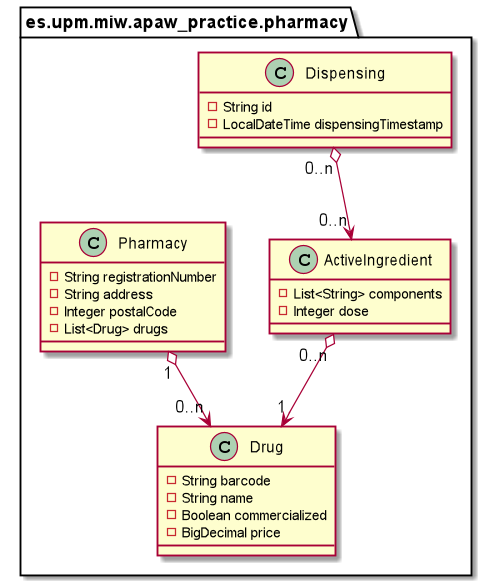 es.upm.miw.apaw_practice.pharmacy
C Dispensing
String id
LocalDateTime dispensingTimestamp
0..n
0..n
C Pharmacy
String registrationNumber
String address
Integer postalCode
List<Drug> drugs
C ActiveIngredient
List<String> components
Integer dose
1
0..n
0..n
1
C Drug
String barcode
String name
Boolean commercialized
BigDecimal price